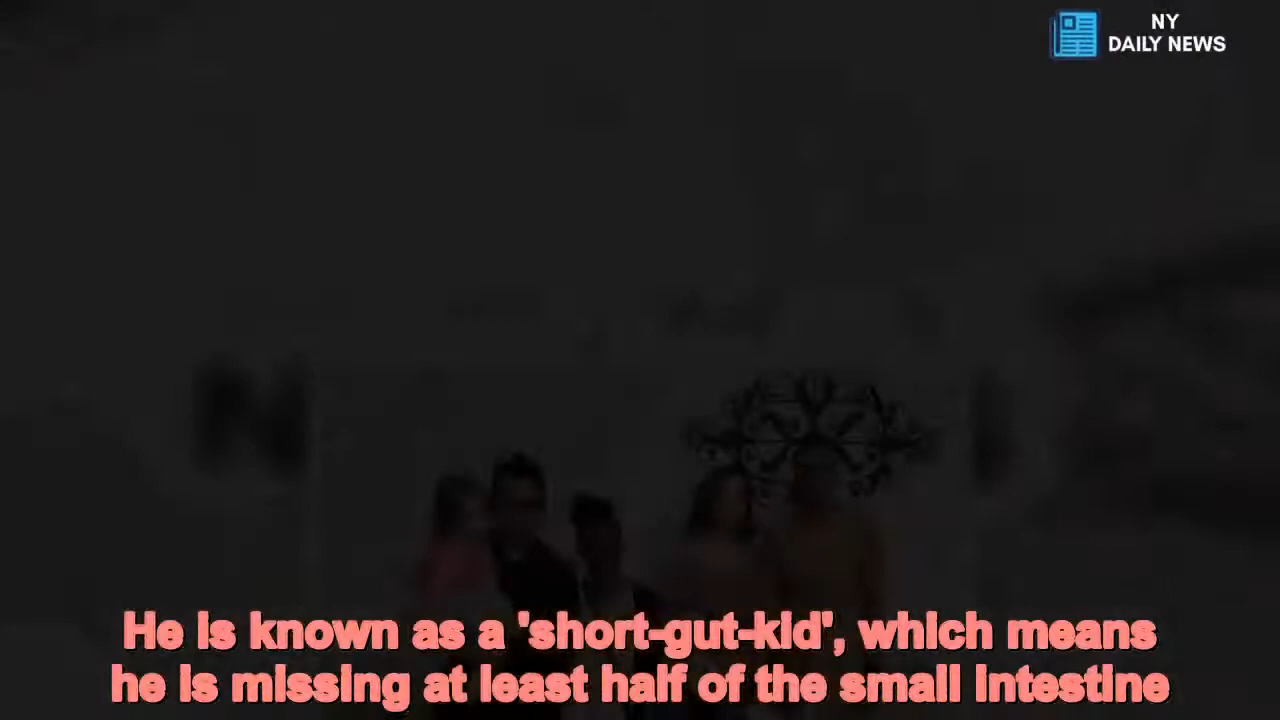 NY
DAILY NEWS
He is known as a 'short-gut-kid', which means
he is missing at least half of the small intestine